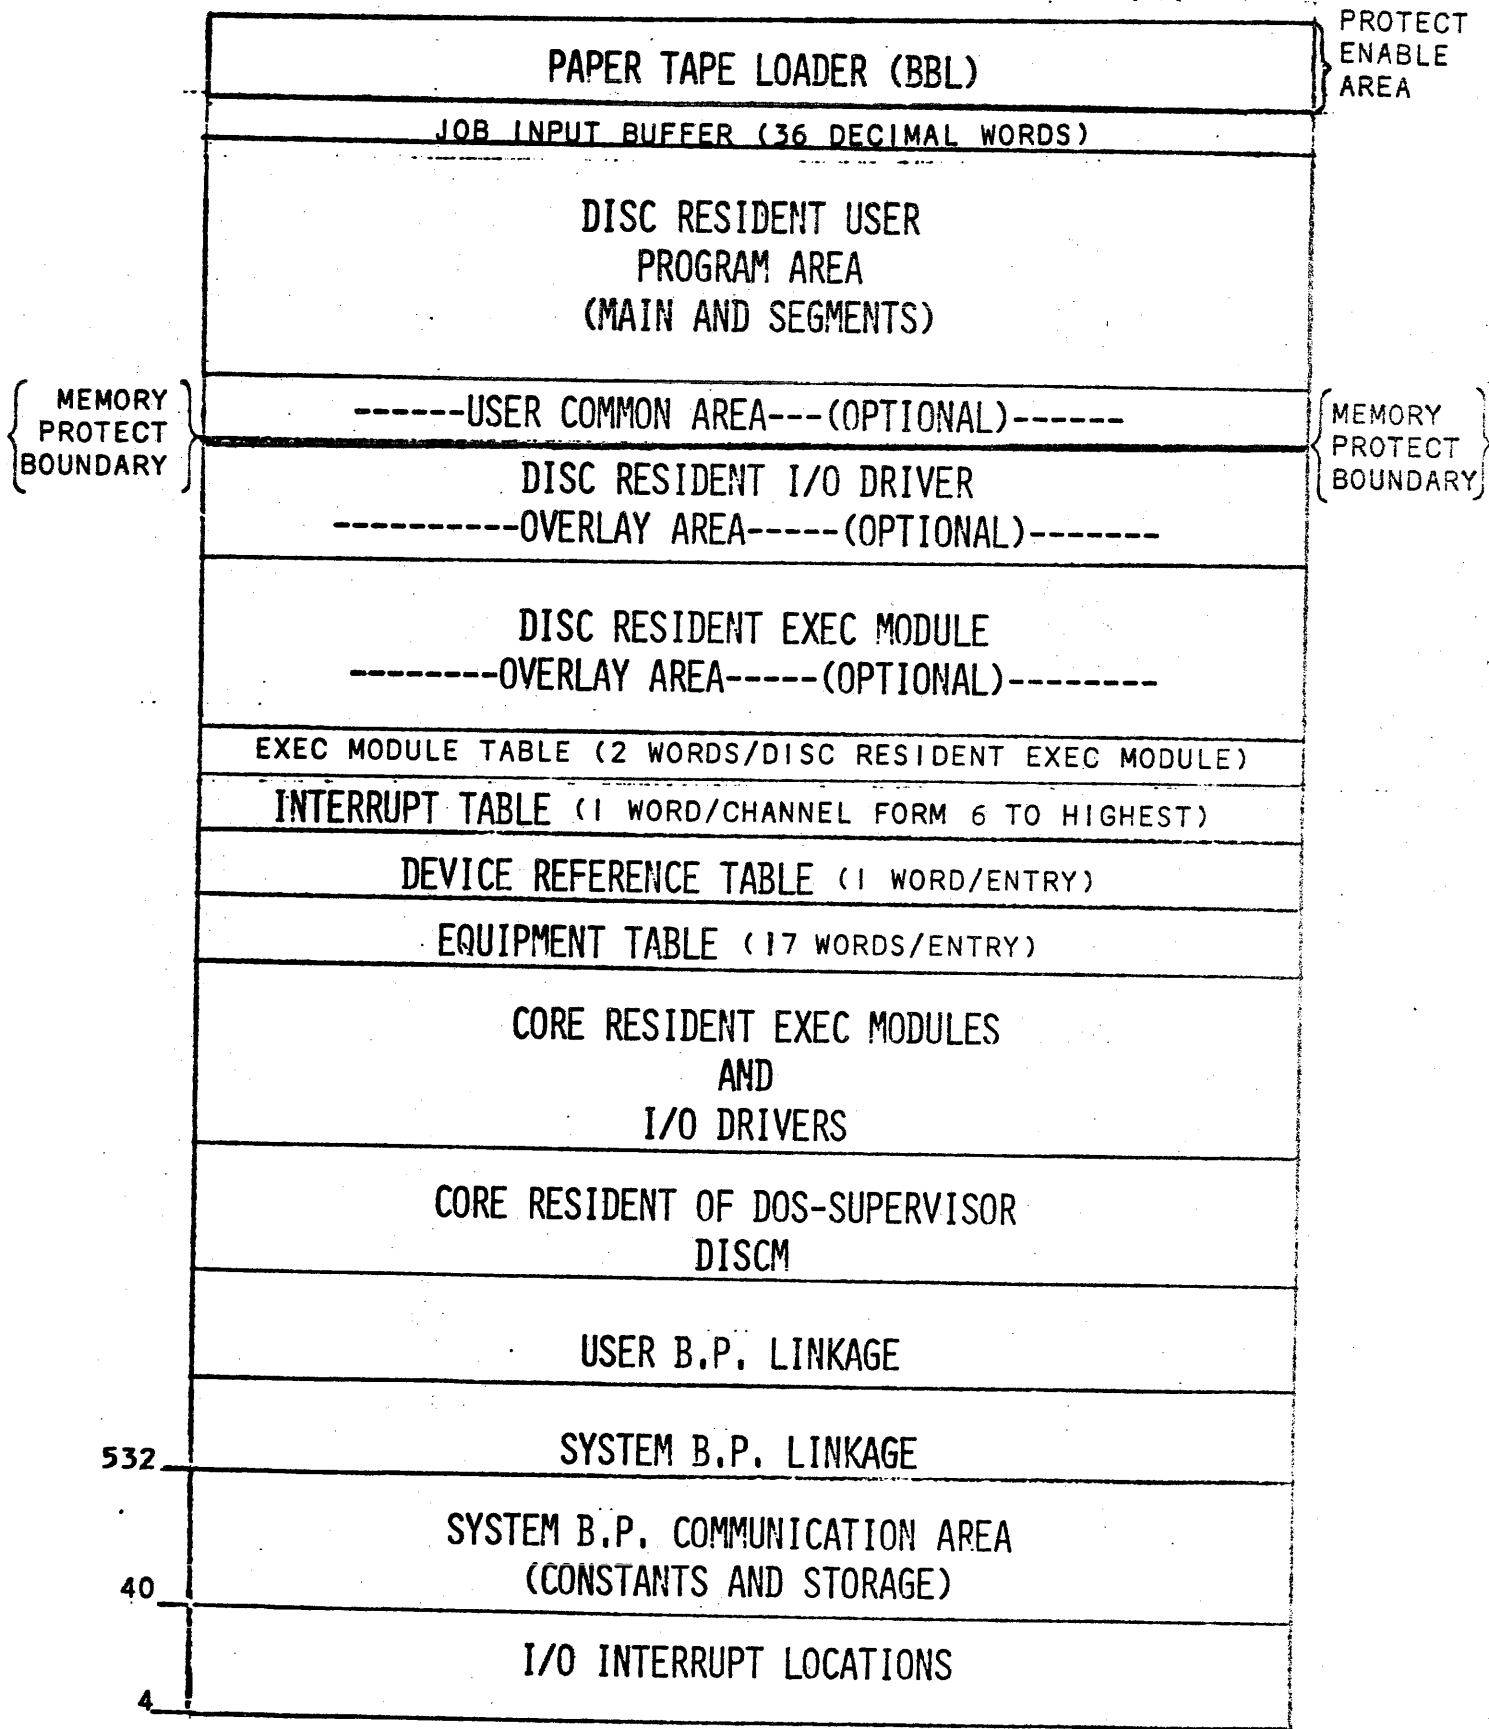 PROTECT
ENABLE
AREA
PAPER TAPE LOADER (BBL)
JOB INPUT BUFFER (36 DECIMAL WORDS)
DISC RESIDENT USER
PROGRAM AREA
(MAIN AND SEGMENTS)
MEMORY
PROTECT
BOUNDARY
------USER COMMON AREA---(OPTIONAL)------
MEMORY
PROTECT
BOUNDARY
DISC RESIDENT I/O DRIVER
----------OVERLAY AREA-----(OPTIONAL)-------
DISC RESIDENT EXEC MODULE
--------OVERLAY AREA-----(OPTIONAL)--------
EXEC MODULE TABLE (2 WORDS/DISC RESIDENT EXEC MODULE)
INTERRUPT TABLE (1 WORD/CHANNEL FORM 6 TO HIGHEST)
DEVICE REFERENCE TABLE (1 WORD/ENTRY)
EQUIPMENT TABLE (17 WORDS/ENTRY)
CORE RESIDENT EXEC MODULES
AND
I/O DRIVERS
CORE RESIDENT OF DOS-SUPERVISOR
DISCM
USER B.P. LINKAGE
SYSTEM B.P. LINKAGE
532
SYSTEM B.P. COMMUNICATION AREA
(CONSTANTS AND STORAGE)
40
I/O INTERRUPT LOCATIONS
4